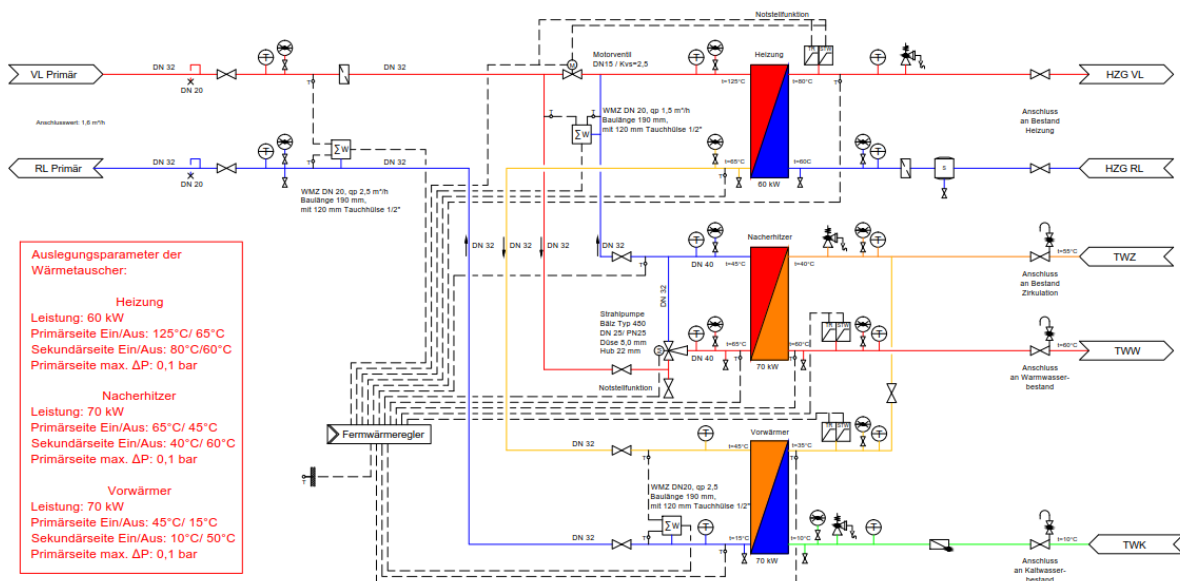 Notstellfunktion
Heizung
TR STW
VL Primär
DN 32
DN 20
DN 32
Motorventil
DN15 / Kvs=2,5
M
t=125°C
t=80°C
HZG VL
Anschlusswert: 1,6 m³/h
WMZ DN 20, qp 1,5 m³/h
Baulänge 190 mm,
mit 120 mm Tauchhülse 1/2"
Anschluss
an Bestand
Heizung
RL Primär
DN 32
DN 20
ΣW
DN 32
ΣW
t=65°C
t=60C
60 kW
S
HZG RL
WMZ DN 20, qp 2,5 m³/h
Baulänge 190 mm,
mit 120 mm Tauchhülse 1/2"
DN 32
DN 32
DN 32
DN 32
Nacherhitzer
DN 40
t=45°C
t=40°C
t=55°C
TWZ
Anschluss
an Bestand
Zirkulation
DN 32
Strahlpumpe
Bälz Typ 450
DN 25/ PN25
Düse 5,0 mm
Hub 22 mm
DN 40
t=65°C
t=60°C
70 kW
TR STW
t=60°C
TWW
Anschluss
an Warmwasser-
bestand
Notstellfunktion
Auslegungsparameter der
Wärmetauscher:
Heizung
Leistung: 60 kW
Primärseite Ein/Aus: 125°C/ 65°C
Sekundärseite Ein/Aus: 80°C/60°C
Primärseite max. ΔP: 0,1 bar
Nacherhitzer
Leistung: 70 kW
Primärseite Ein/Aus: 65°C/ 45°C
Sekundärseite Ein/Aus: 40°C/ 60°C
Primärseite max. ΔP: 0,1 bar
Vorwärmer
Leistung: 70 kW
Primärseite Ein/Aus: 45°C/ 15°C
Sekundärseite Ein/Aus: 10°C/ 50°C
Primärseite max. ΔP: 0,1 bar
Fernwärmeregler
Vorwärmer
TR STW
DN 32
t=45°C
t=35°C
WMZ DN20, qp 2,5
Baulänge 190 mm,
mit 120 mm Tauchhülse 1/2"
ΣW
DN 32
t=15°C
t=10°C
70 kW
t=10°C
TWK
Anschluss
an Kaltwasser-
bestand